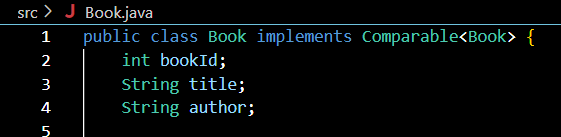 src > J Book.java
1 public class Book implements Comparable<Book> {
2 int bookId;
3 String title;
4 String author;
5